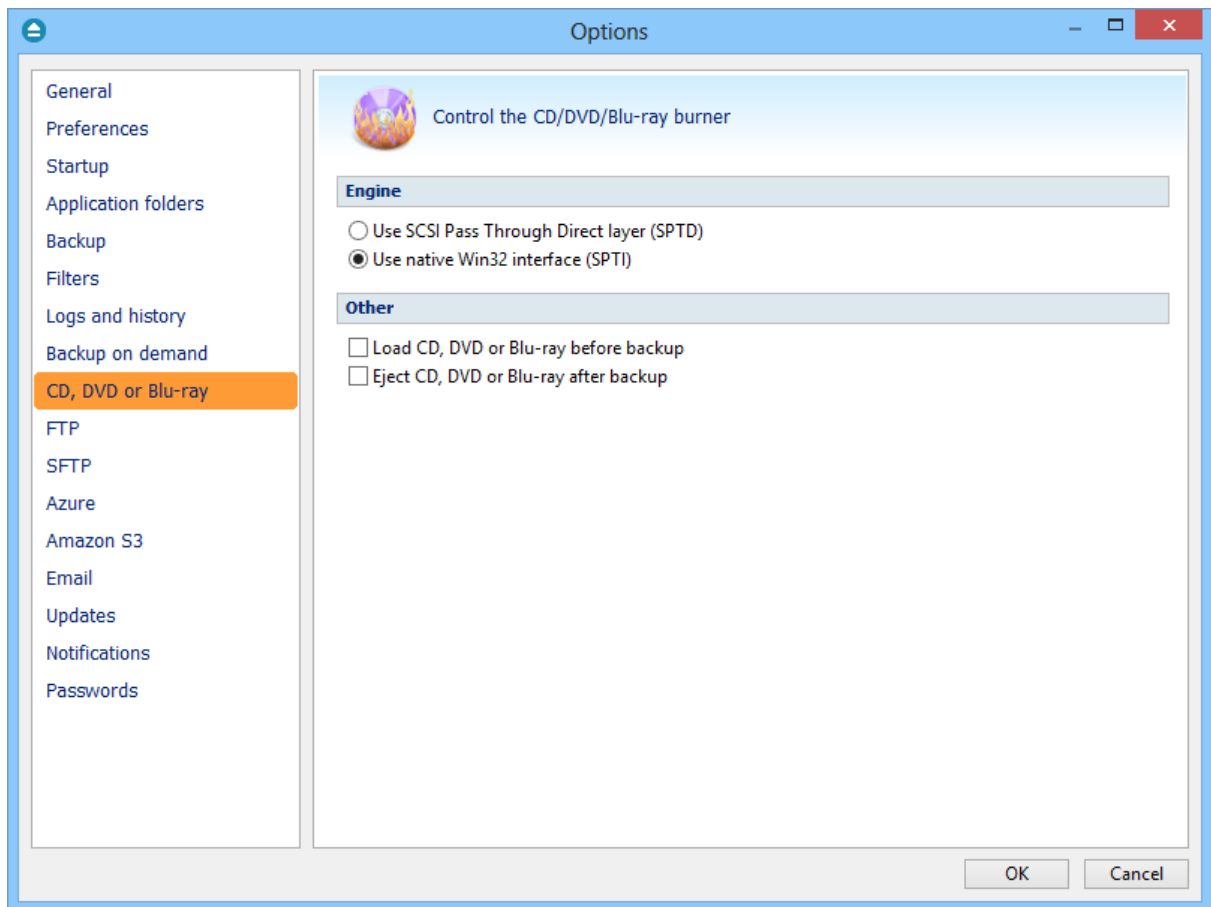 Options
General
Preferences
Startup
Application folders
Backup
Filters
Logs and history
Backup on demand
CD, DVD or Blu-ray
FTP
SFTP
Azure
Amazon S3
Email
Updates
Notifications
Passwords
Control the CD/DVD/Blu-ray burner
Engine
Use SCSI Pass Through Direct layer (SPTD)
Use native Win32 interface (SPTI)
Other
Load CD, DVD or Blu-ray before backup
Eject CD, DVD or Blu-ray after backup
OK
Cancel